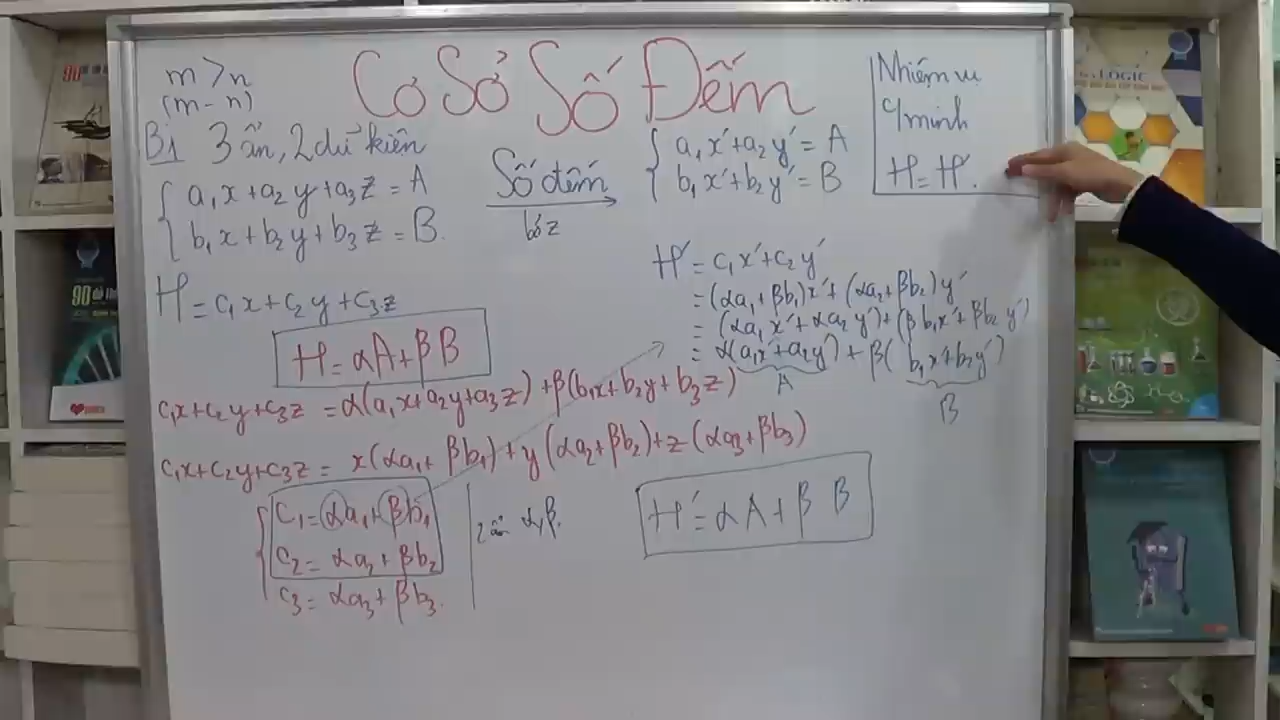 Cơ Sở Số Đếm
m > n
(m - n)
B1 3 ẩn, 2 dữ kiện
{ a₁x + a₂y + a₃z = A
{ b₁x + b₂y + b₃z = B.
Số đếm
bỏ z
{ a₁x' + a₂y' = A
{ b₁x' + b₂y' = B
Nhiệm vụ
c/minh
H = H'.
H = c₁x + c₂y + c₃z
H = αA + βB
c₁x + c₂y + c₃z = α(a₁x + a₂y + a₃z) + β(b₁x + b₂y + b₃z)
c₁x + c₂y + c₃z = x(αa₁ + βb₁) + y(αa₂ + βb₂) + z(αa₃ + βb₃)
{ c₁ = αa₁ + βb₁
c₂ = αa₂ + βb₂
c₃ = αa₃ + βb₃.
2 ẩn α, β.
H' = c₁x' + c₂y'
= (αa₁ + βb₁)x' + (αa₂ + βb₂)y'
= (αa₁x' + αa₂y') + (βb₁x' + βb₂y')
= α(a₁x' + a₂y') + β(b₁x' + b₂y')
A
B
H' = αA + βB
90
LOGIC
90